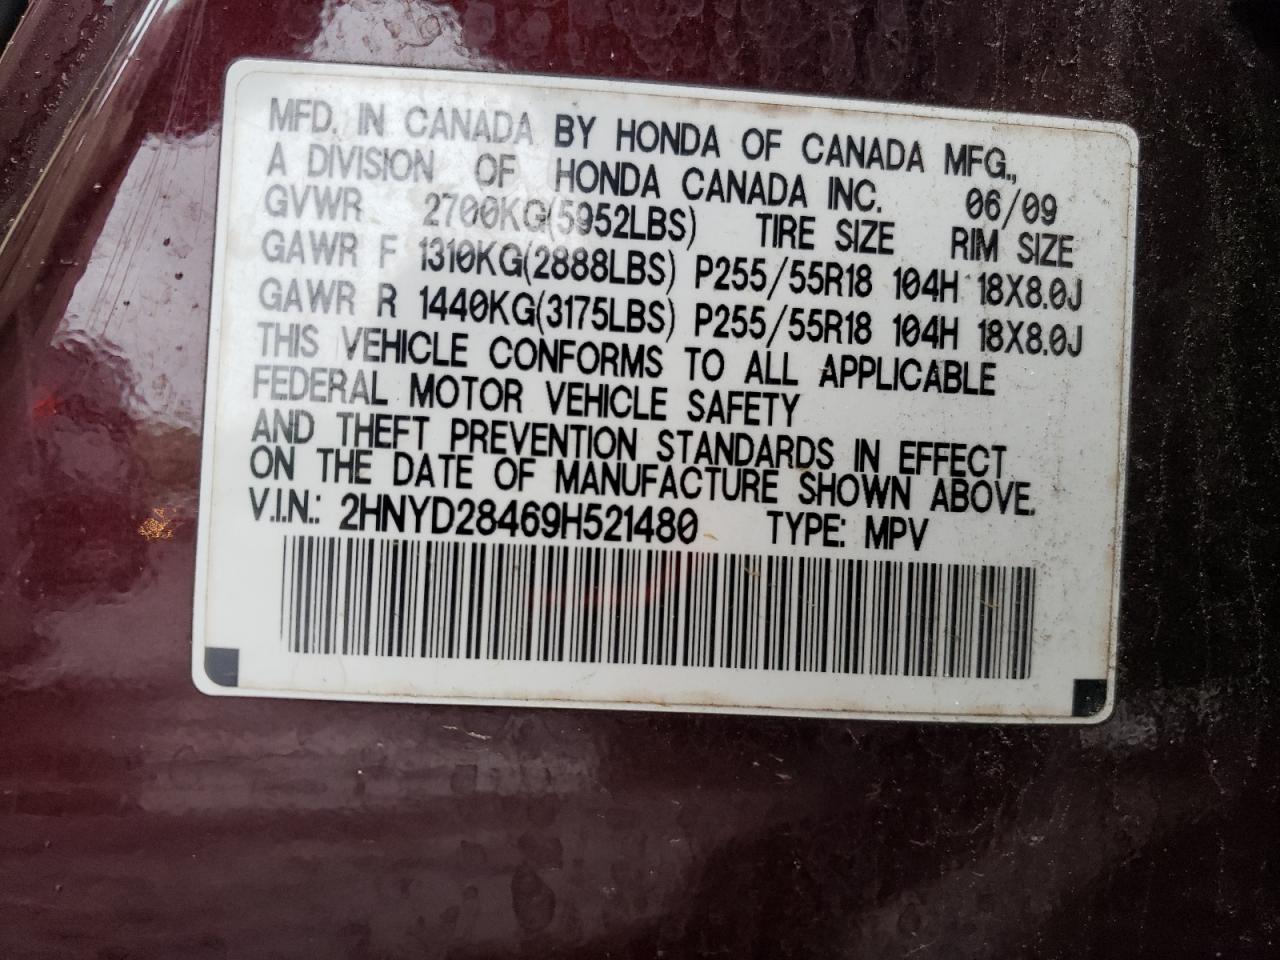 MFD. IN CANADA BY HONDA OF CANADA MFG.,
A DIVISION OF HONDA CANADA INC. 06/09
GVWR 2700KG(5952LBS) TIRE SIZE RIM SIZE
GAWR F 1310KG(2888LBS) P255/55R18 104H 18X8.0J
GAWR R 1440KG(3175LBS) P255/55R18 104H 18X8.0J
THIS VEHICLE CONFORMS TO ALL APPLICABLE
FEDERAL MOTOR VEHICLE SAFETY
AND THEFT PREVENTION STANDARDS IN EFFECT
ON THE DATE OF MANUFACTURE SHOWN ABOVE.
V.I.N.: 2HNYD28469H521480 TYPE: MPV